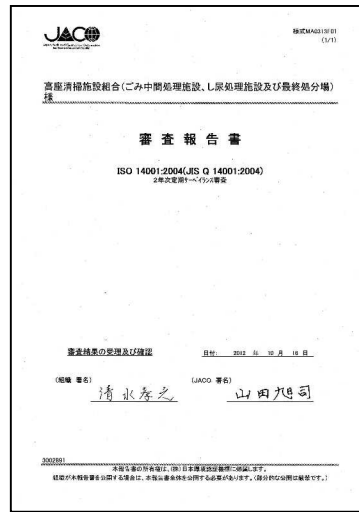 JACO
様式MA0313F01
(1/1)
高座清掃施設組合(ごみ中間処理施設、し尿処理施設及び最終処分場)
様
審査報告書
ISO 14001:2004(JIS Q 14001:2004)
2年次定期サーベイランス審査
審査結果の受理及び確認
日付: 2012 年 10 月 16 日
(組織 署名)
清水孝元
(JACO 署名)
山田旭司
3002891
本報告書の所有権は、(株)日本環境認証機構に帰属します。
組織が本報告書を公開する場合は、本報告書全体を公開する必要があります。(部分的な公開は厳禁です。)